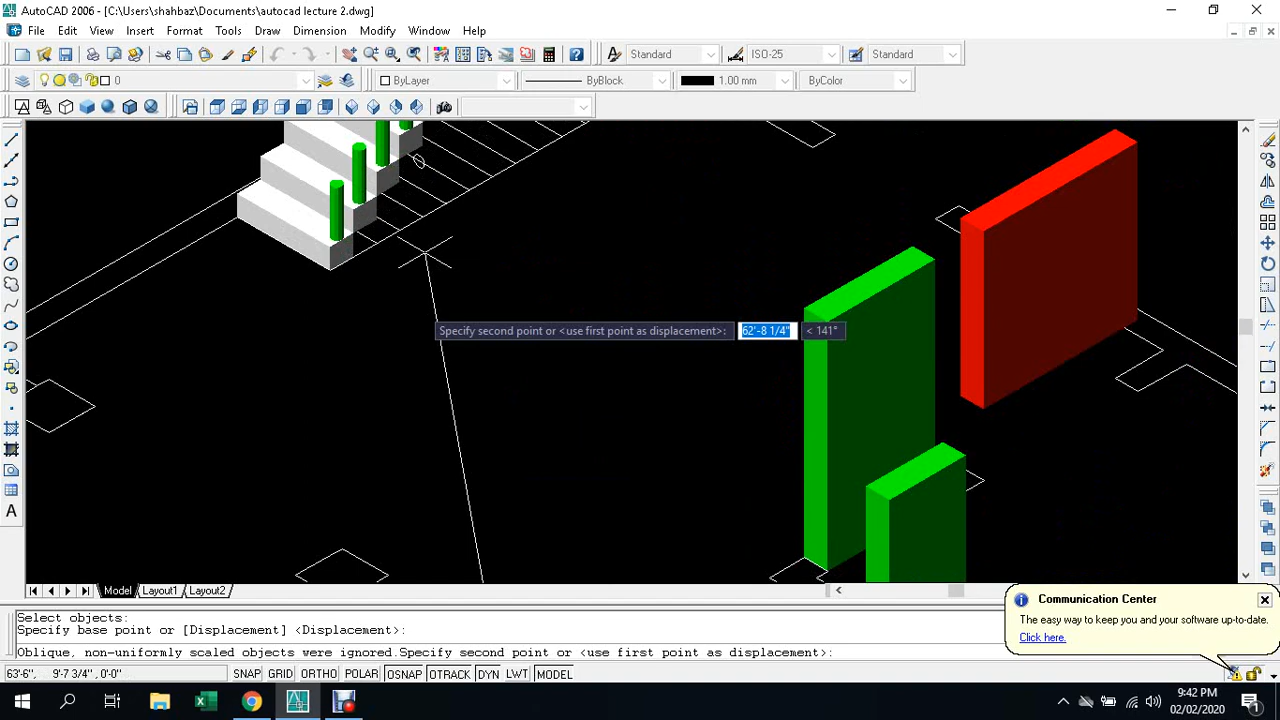 AutoCAD 2006 - [C:\Users\shahbaz\Documents\autocad lecture 2.dwg]
File Edit View Insert Format Tools Draw Dimension Modify Window Help
Standard ISO-25 Standard
0 ByLayer ByBlock 1.00 mm ByColor
Specify second point or <use first point as displacement>: 62'-8 1/4" < 141°
A
Model Layout1 Layout2
Communication Center
The easy way to keep you and your software up-to-date.
Click here.
Select objects:
Specify base point or [Displacement] <Displacement>:
Oblique, non-uniformly scaled objects were ignored.Specify second point or <use first point as displacement>:
63'-6", 9'-7 3/4", 0'-0" SNAP GRID ORTHO POLAR OSNAP OTRACK DYN LWT MODEL
9:42 PM
02/02/2020